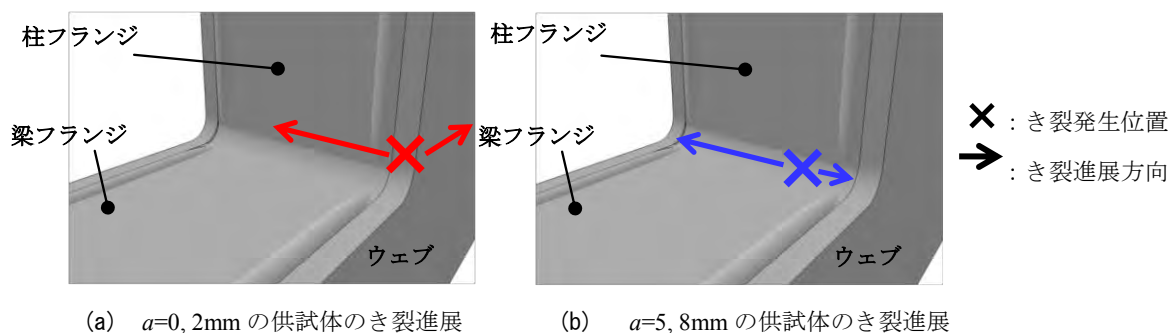 柱フランジ
梁フランジ
ウェブ
(a) a=0, 2mm の供試体のき裂進展
柱フランジ
梁フランジ
ウェブ
(b) a=5, 8mm の供試体のき裂進展
×：き裂発生位置
→：き裂進展方向